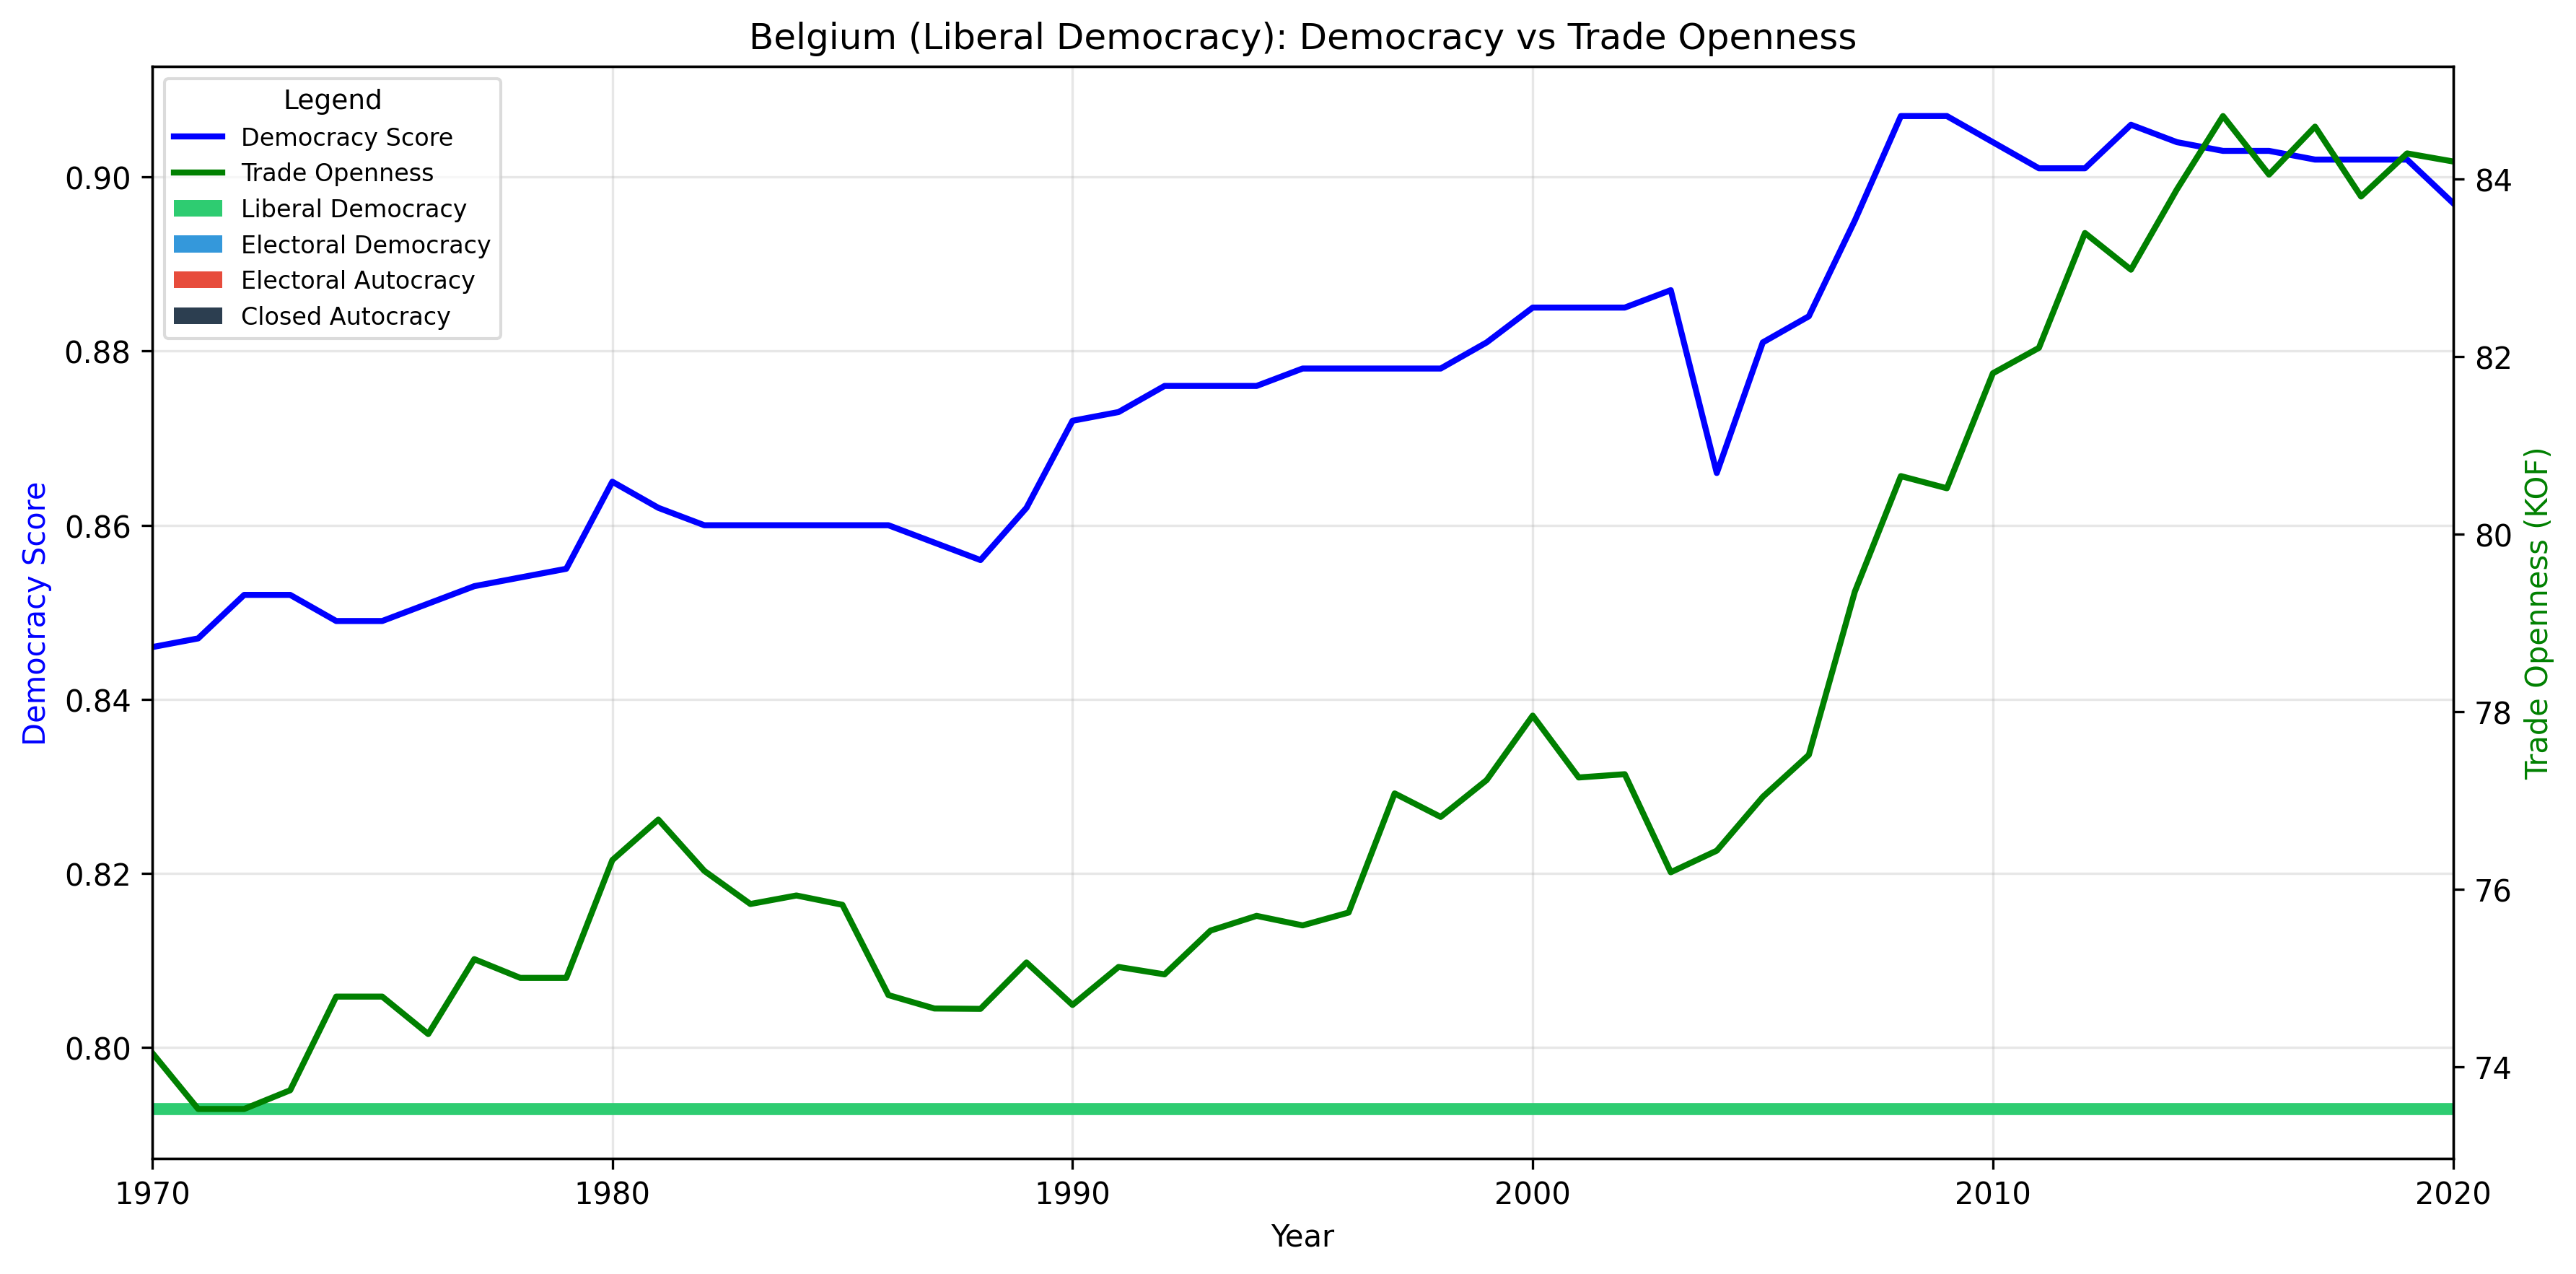 Belgium (Liberal Democracy): Democracy vs Trade Openness
Legend
Democracy Score
Trade Openness
Liberal Democracy
Electoral Democracy
Electoral Autocracy
Closed Autocracy
Democracy Score
0.90
0.88
0.86
0.84
0.82
0.80
84
82
80
78
76
74
Trade Openness (KOF)
1970
1980
1990
2000
2010
2020
Year